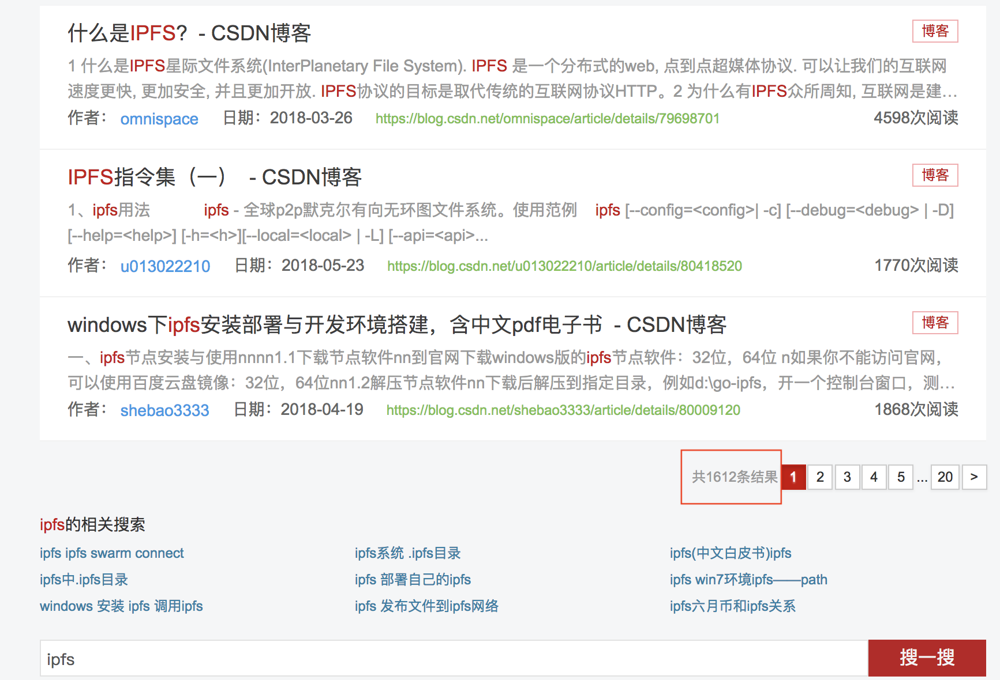 什么是IPFS？ - CSDN博客
博客
1 什么是IPFS星际文件系统(InterPlanetary File System). IPFS 是一个分布式的web, 点到点超媒体协议. 可以让我们的互联网
速度更快, 更加安全, 并且更加开放. IPFS协议的目标是取代传统的互联网协议HTTP。2 为什么有IPFS众所周知, 互联网是建...
作者： omnispace 日期：2018-03-26 https://blog.csdn.net/omnispace/article/details/79698701 4598次阅读
IPFS指令集（一） - CSDN博客
博客
1、ipfs用法 ipfs - 全球p2p默克尔有向无环图文件系统。使用范例 ipfs [--config=<config>| -c] [--debug=<debug> | -D]
[--help=<help>] [-h=<h>][--local=<local> | -L] [--api=<api>...
作者： u013022210 日期：2018-05-23 https://blog.csdn.net/u013022210/article/details/80418520 1770次阅读
windows下ipfs安装部署与开发环境搭建，含中文pdf电子书 - CSDN博客
博客
一、ipfs节点安装与使用nnnn1.1下载节点软件nn到官网下载windows版的ipfs节点软件：32位，64位 n如果你不能访问官网，
可以使用百度云盘镜像：32位，64位nn1.2解压节点软件nn下载后解压到指定目录，例如d:\go-ipfs，开一个控制台窗口，测...
作者： shebao3333 日期：2018-04-19 https://blog.csdn.net/shebao3333/article/details/80009120 1868次阅读
共1612条结果 1 2 3 4 5 ... 20 >
ipfs的相关搜索
ipfs ipfs swarm connect ipfs系统 .ipfs目录 ipfs(中文白皮书)ipfs
ipfs中.ipfs目录 ipfs 部署自己的ipfs ipfs win7环境ipfs——path
windows 安装 ipfs 调用ipfs ipfs 发布文件到ipfs网络 ipfs六月币和ipfs关系
ipfs 搜一搜